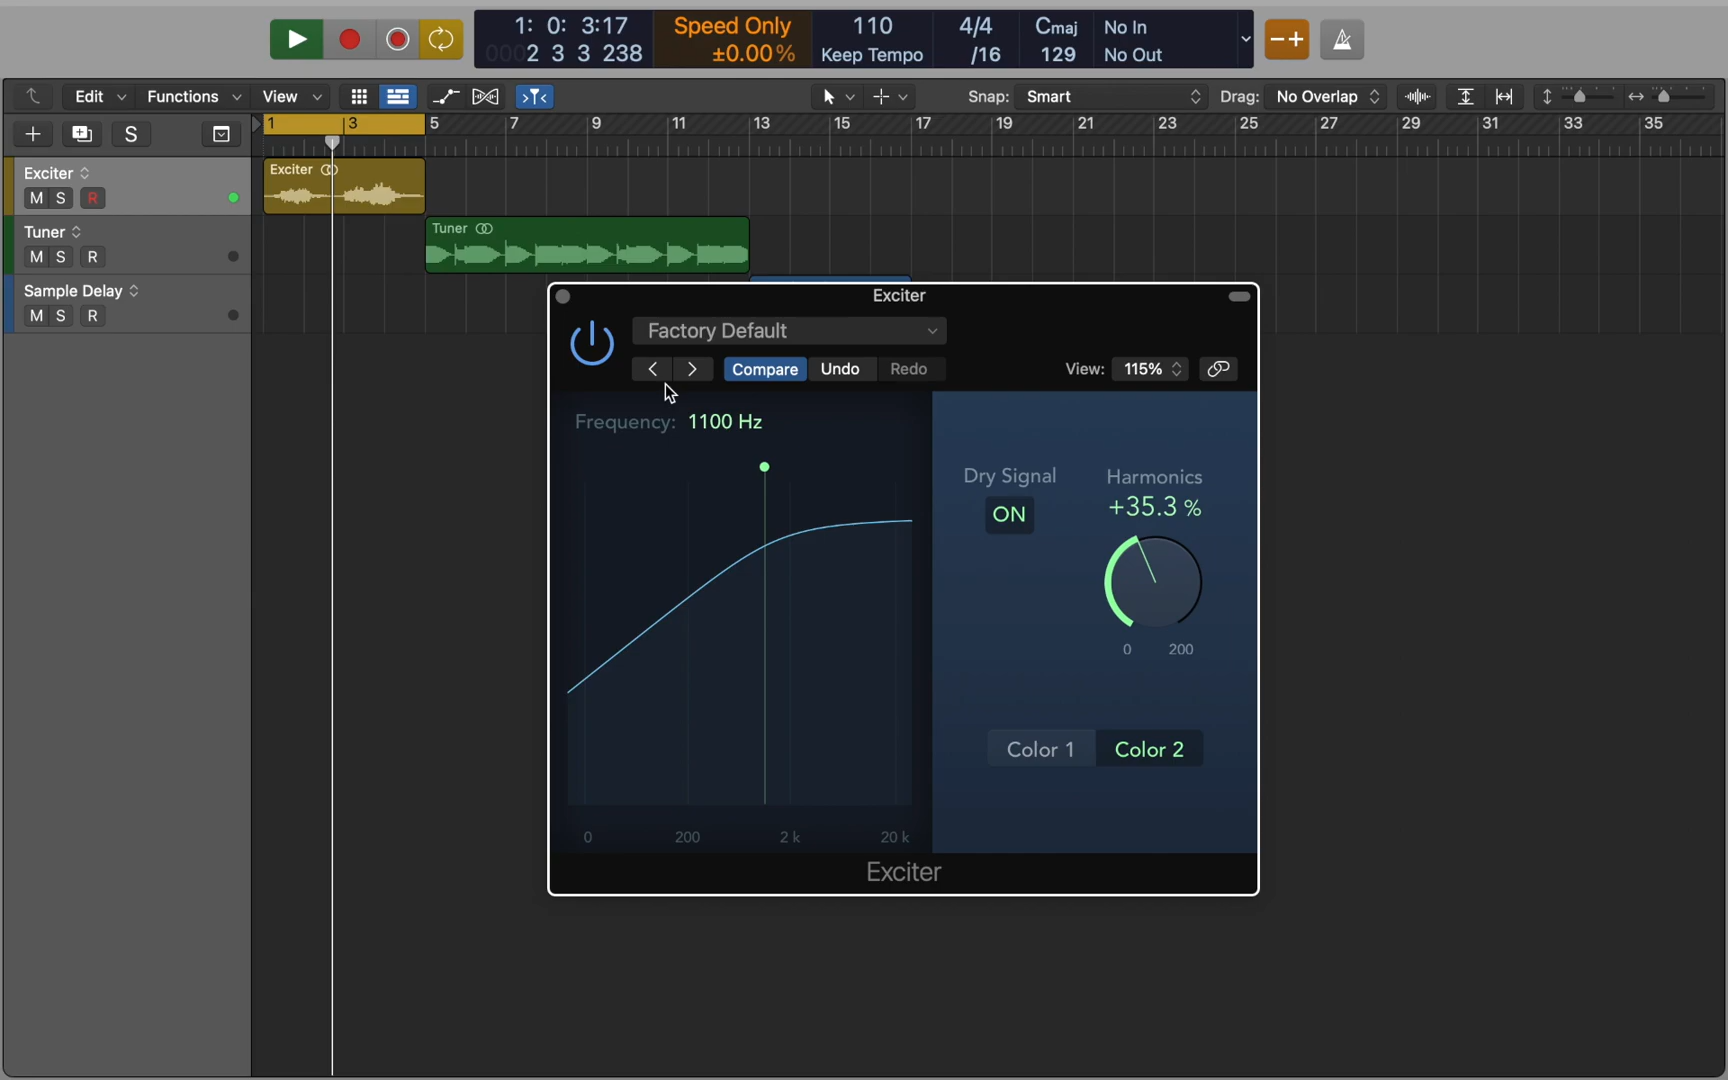 1: 0: 3:17
0002 3 3 238
Speed Only
±0.00%
110
Keep Tempo
4/4
/16
Cmaj
129
No In
No Out
Edit
Functions
View
Snap: Smart
Drag: No Overlap
S
1 3 5 7 9 11 13 15 17 19 21 23 25 27 29 31 33 35
Exciter
M S R
Exciter
Tuner
M S R
Tuner
Sample Delay
M S R
Exciter
Factory Default
Compare Undo Redo
View: 115%
Frequency: 1100 Hz
0 200 2k 20k
Dry Signal
ON
Harmonics
+35.3 %
0 200
Color 1 Color 2
Exciter